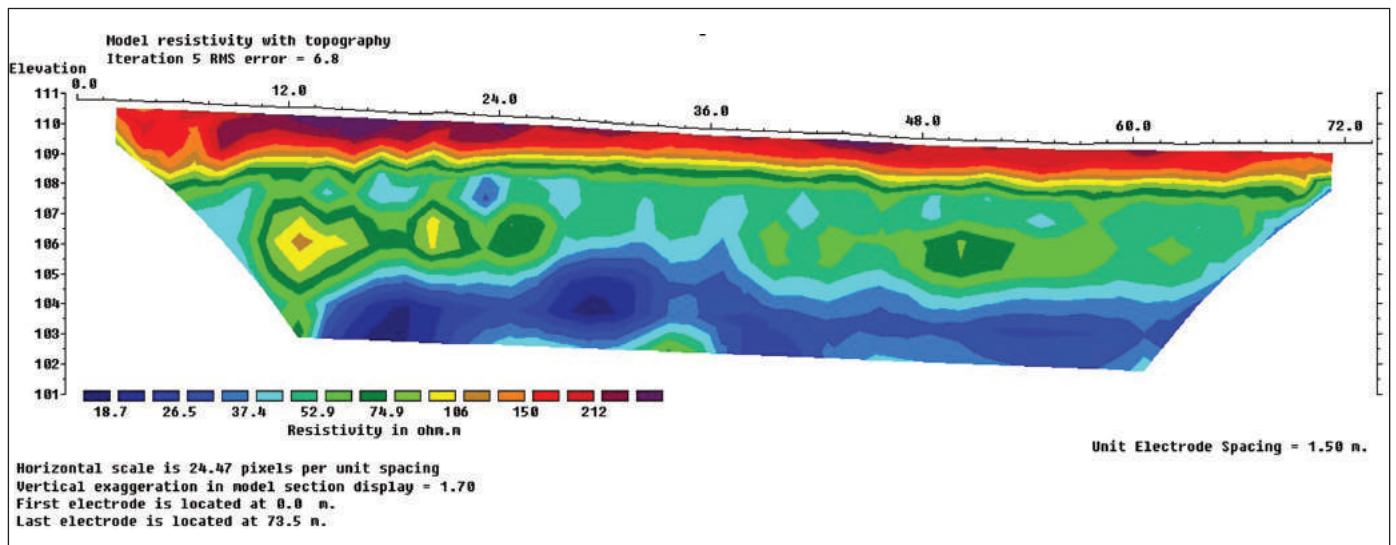 Model resistivity with topography
Iteration 5 RMS error = 6.8
Elevation
0.0
12.0
24.0
36.0
48.0
60.0
72.0
111
110
109
108
107
106
105
104
103
102
101
18.7 26.5 37.4 52.9 74.9 106 150 212
Resistivity in ohm.m
Unit Electrode Spacing = 1.50 m.
Horizontal scale is 24.47 pixels per unit spacing
Vertical exaggeration in model section display = 1.70
First electrode is located at 0.0 m.
Last electrode is located at 73.5 m.